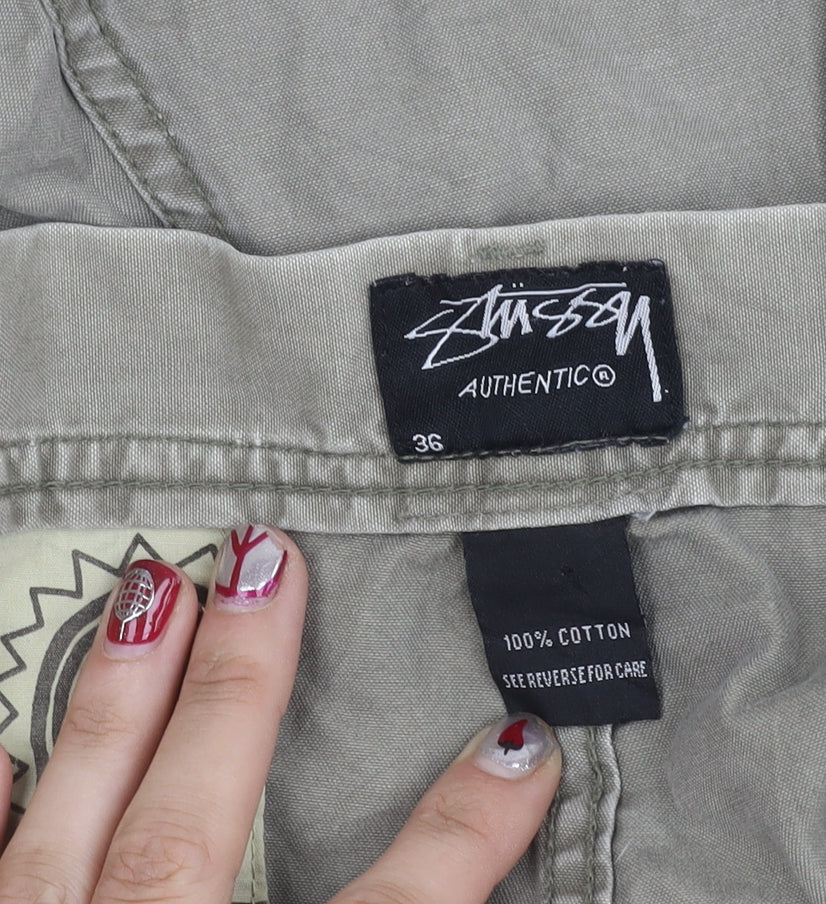 Stüssy
AUTHENTIC®
36
100% COTTON
SEE REVERSE FOR CARE